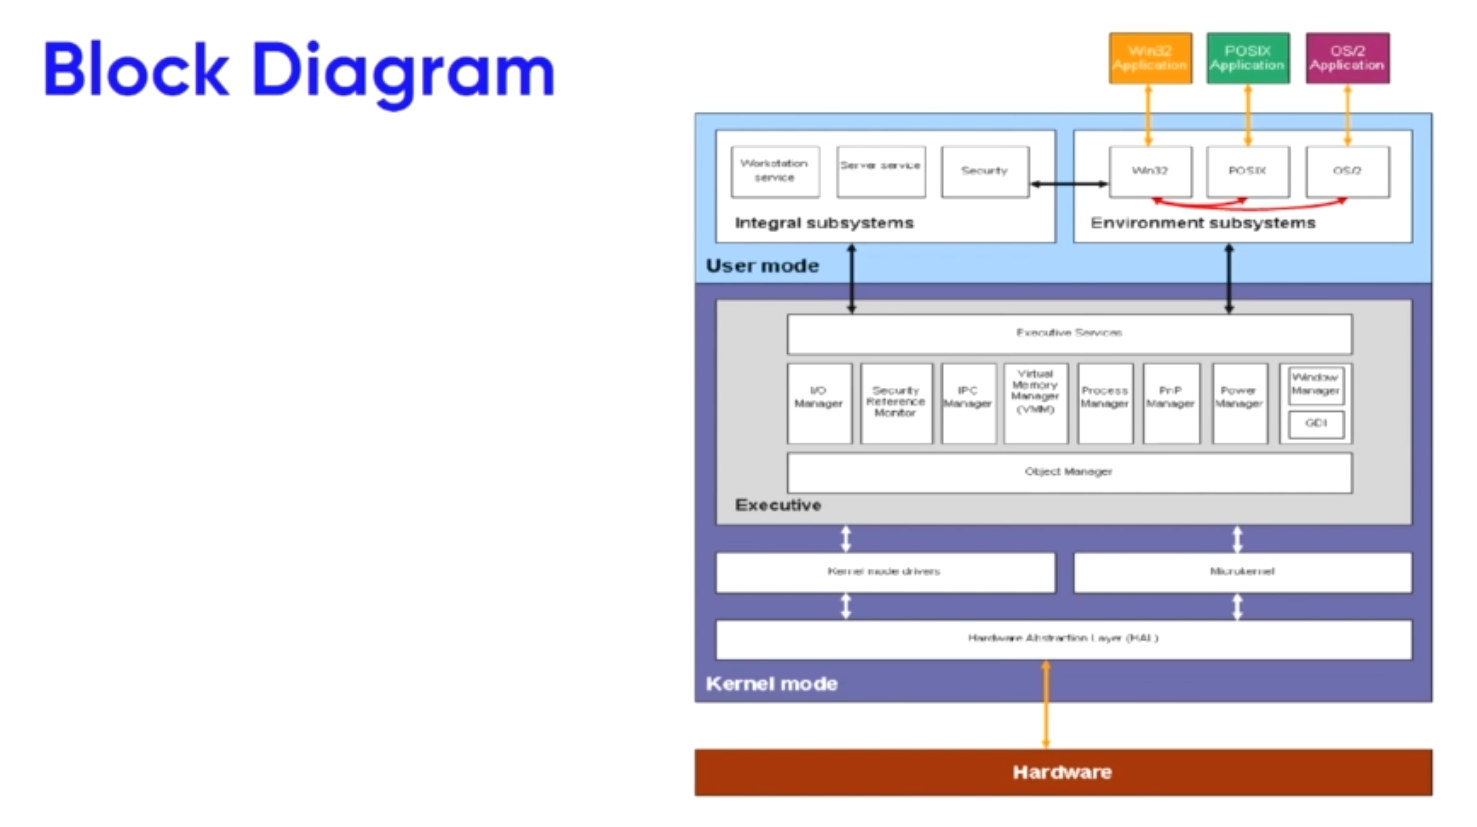 Block Diagram
Win32
Application
POSIX
Application
OS/2
Application
Workstation
service
Server service
Security
Win32
POSIX
OS/2
Integral subsystems
Environment subsystems
User mode
Executive Services
I/O
Manager
Security
Reference
Monitor
IPC
Manager
Virtual
Memory
Manager
(VMM)
Process
Manager
PnP
Manager
Power
Manager
Window
Manager
GDI
Object Manager
Executive
Kernel mode drivers
Microkernel
Hardware Abstraction Layer (HAL)
Kernel mode
Hardware